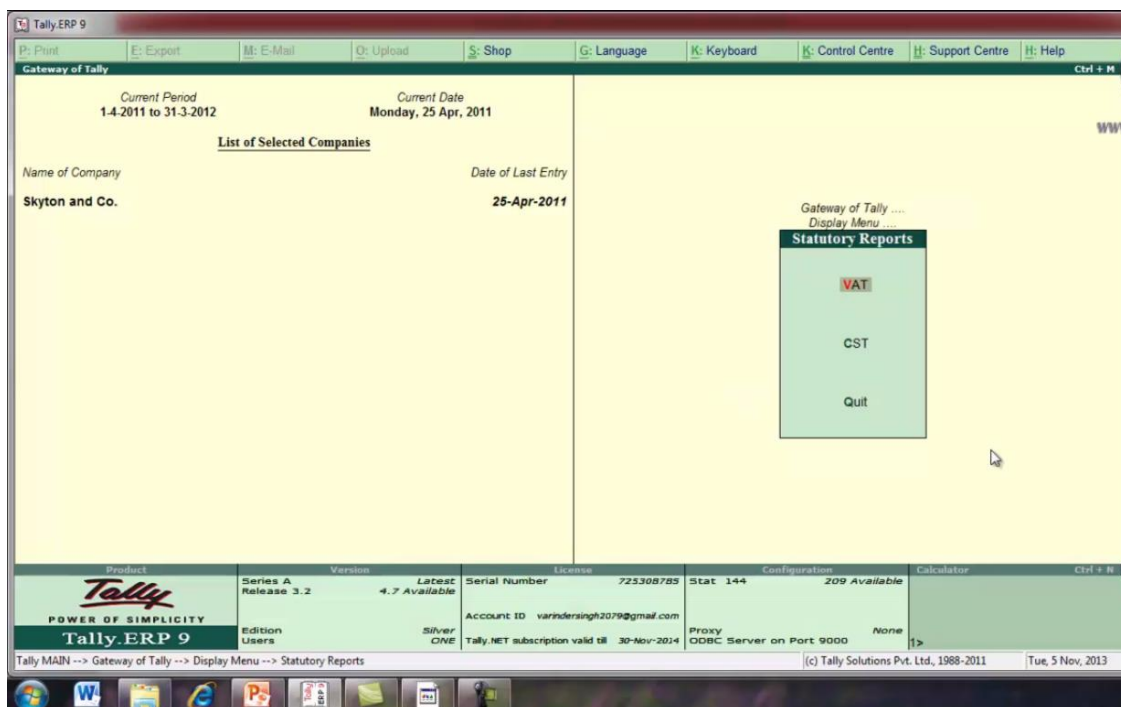 Tally.ERP 9
P: Print E: Export M: E-Mail O: Upload S: Shop G: Language K: Keyboard K: Control Centre H: Support Centre H: Help
Gateway of Tally Ctrl + M
Current Period Current Date
1-4-2011 to 31-3-2012 Monday, 25 Apr, 2011
List of Selected Companies
Name of Company Date of Last Entry
Skyton and Co. 25-Apr-2011
www
Gateway of Tally ....
Display Menu ....
Statutory Reports
VAT
CST
Quit
Product Version License Configuration Calculator Ctrl + N
Tally
POWER OF SIMPLICITY
Tally.ERP 9
Series A Latest
Release 3.2 4.7 Available
Edition Silver
Users ONE
Serial Number 725308785
Account ID varindersingh2079@gmail.com
Tally.NET subscription valid till 30-Nov-2014
Stat 144 209 Available
Proxy None
ODBC Server on Port 9000
1>
Tally MAIN --> Gateway of Tally --> Display Menu --> Statutory Reports (c) Tally Solutions Pvt. Ltd., 1988-2011 Tue, 5 Nov, 2013